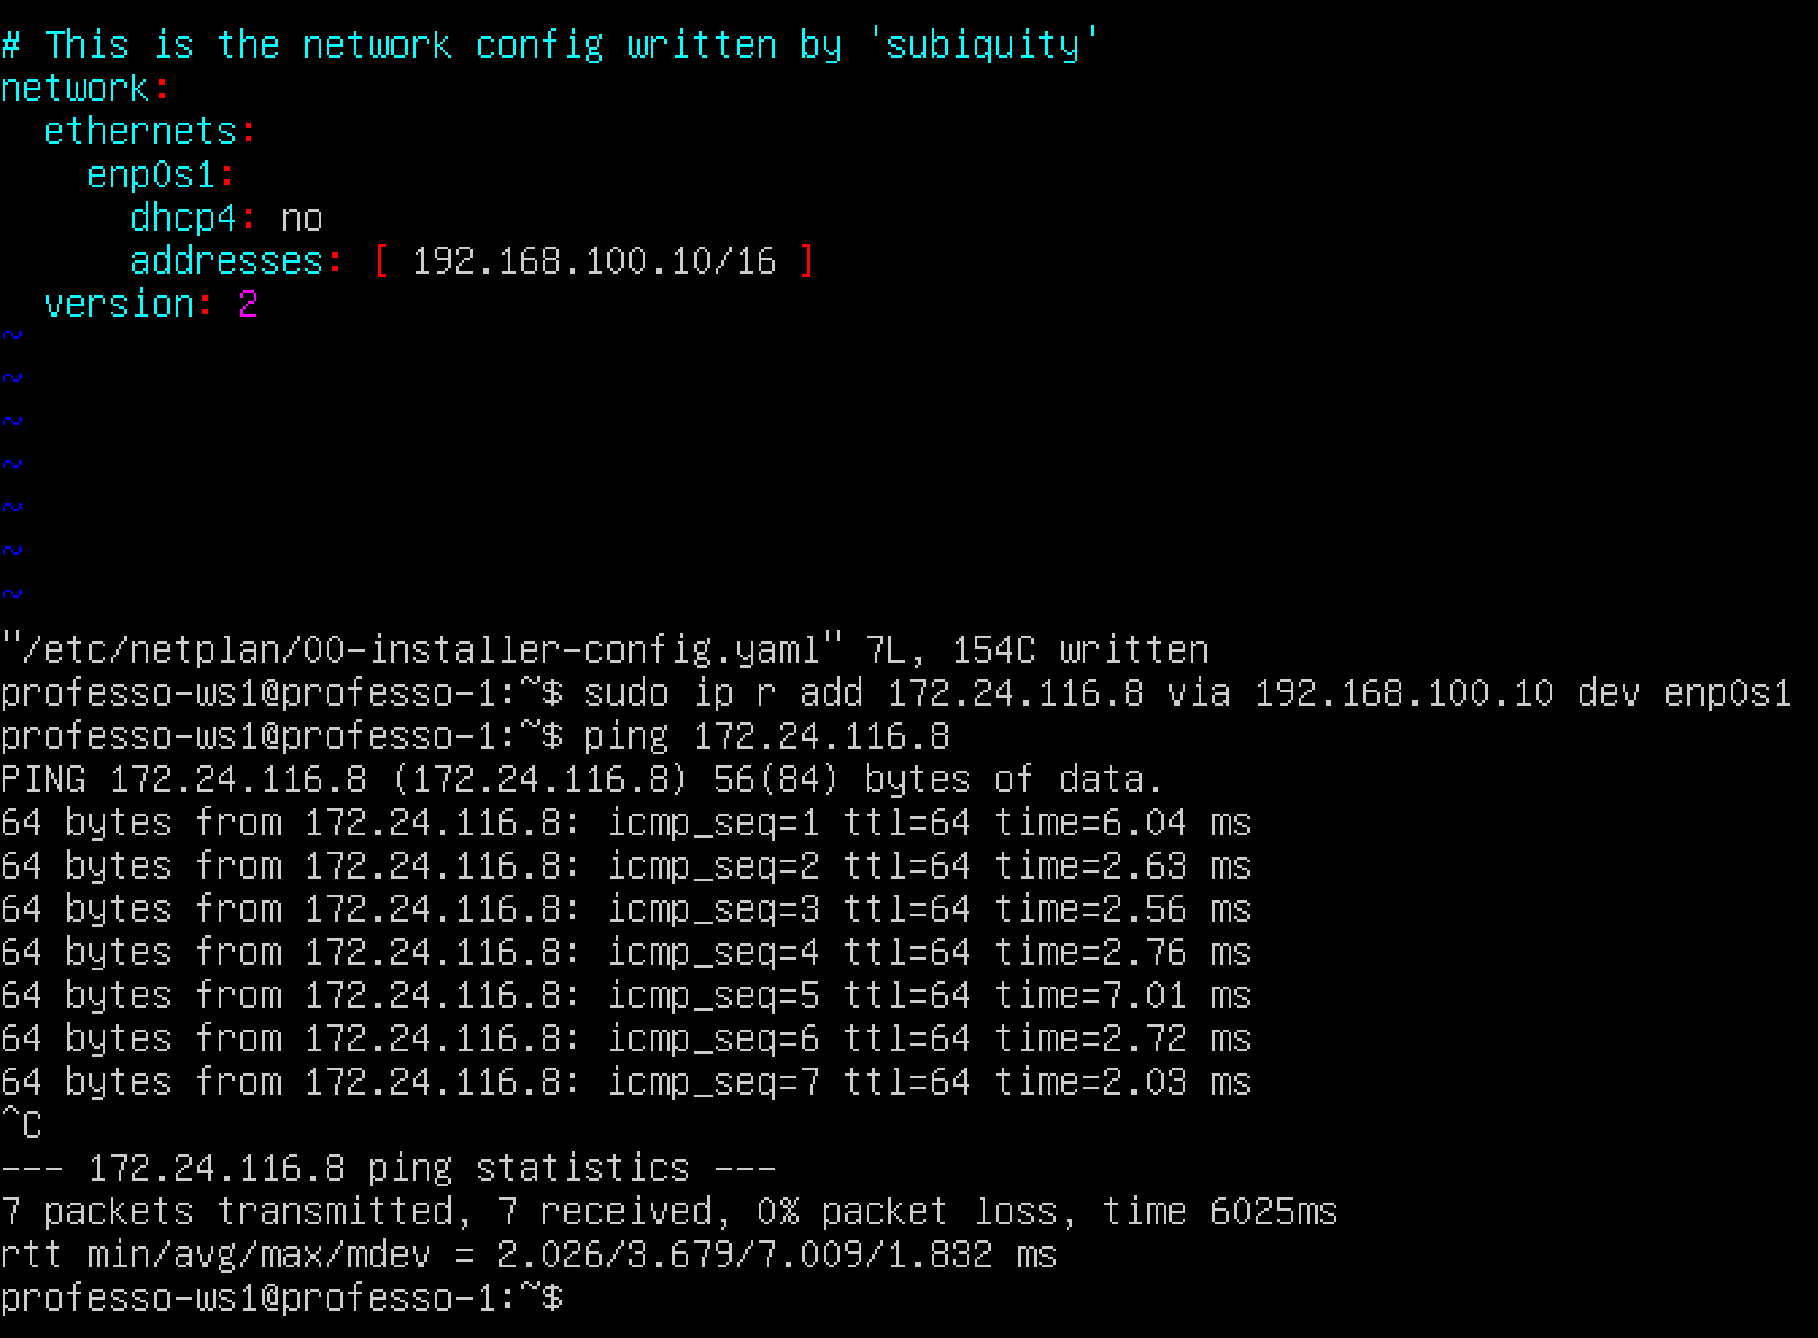 # This is the network config written by 'subiquity'
network:
  ethernets:
    enp0s1:
      dhcp4: no
      addresses: [ 192.168.100.10/16 ]
  version: 2
~
~
~
~
~
~
~
"/etc/netplan/00-installer-config.yaml" 7L, 154C written
professo-ws1@professo-1:~$ sudo ip r add 172.24.116.8 via 192.168.100.10 dev enp0s1
professo-ws1@professo-1:~$ ping 172.24.116.8
PING 172.24.116.8 (172.24.116.8) 56(84) bytes of data.
64 bytes from 172.24.116.8: icmp_seq=1 ttl=64 time=6.04 ms
64 bytes from 172.24.116.8: icmp_seq=2 ttl=64 time=2.63 ms
64 bytes from 172.24.116.8: icmp_seq=3 ttl=64 time=2.56 ms
64 bytes from 172.24.116.8: icmp_seq=4 ttl=64 time=2.76 ms
64 bytes from 172.24.116.8: icmp_seq=5 ttl=64 time=7.01 ms
64 bytes from 172.24.116.8: icmp_seq=6 ttl=64 time=2.72 ms
64 bytes from 172.24.116.8: icmp_seq=7 ttl=64 time=2.03 ms
^C
--- 172.24.116.8 ping statistics ---
7 packets transmitted, 7 received, 0% packet loss, time 6025ms
rtt min/avg/max/mdev = 2.026/3.679/7.009/1.832 ms
professo-ws1@professo-1:~$